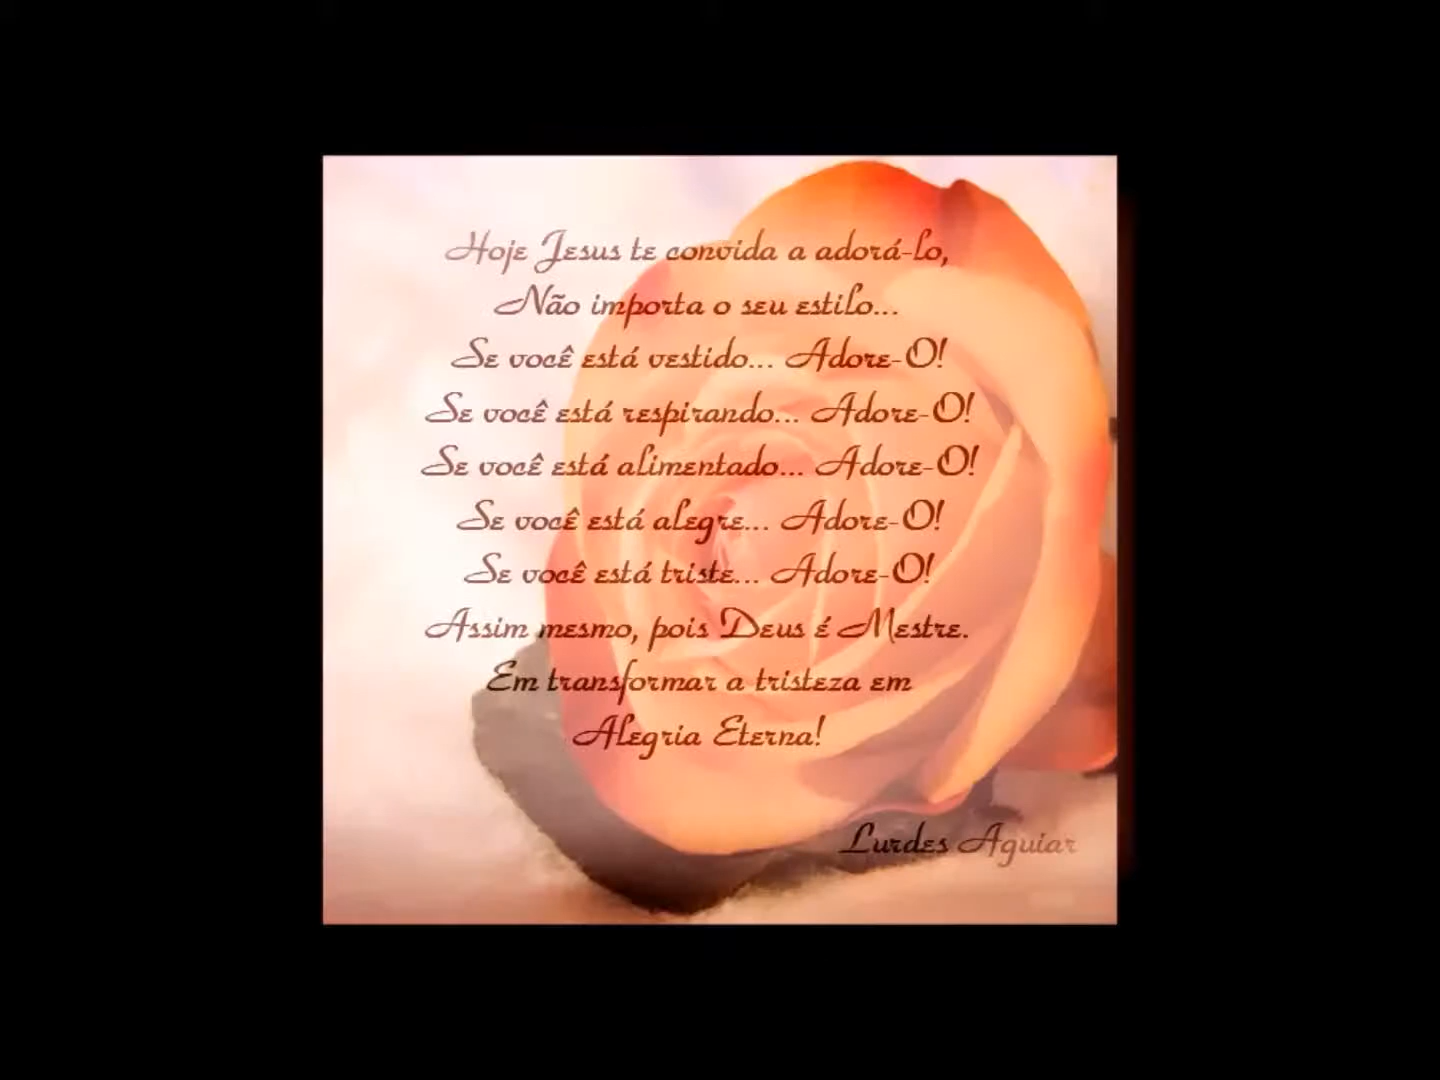 Hoje Jesus te convida a adorá-lo,
Não importa o seu estilo...
Se você está vestido... Adore-O!
Se você está respirando... Adore-O!
Se você está alimentado... Adore-O!
Se você está alegre... Adore-O!
Se você está triste... Adore-O!
Assim mesmo, pois Deus é Mestre.
Em transformar a tristeza em
Alegria Eterna!
Lurdes Aguiar